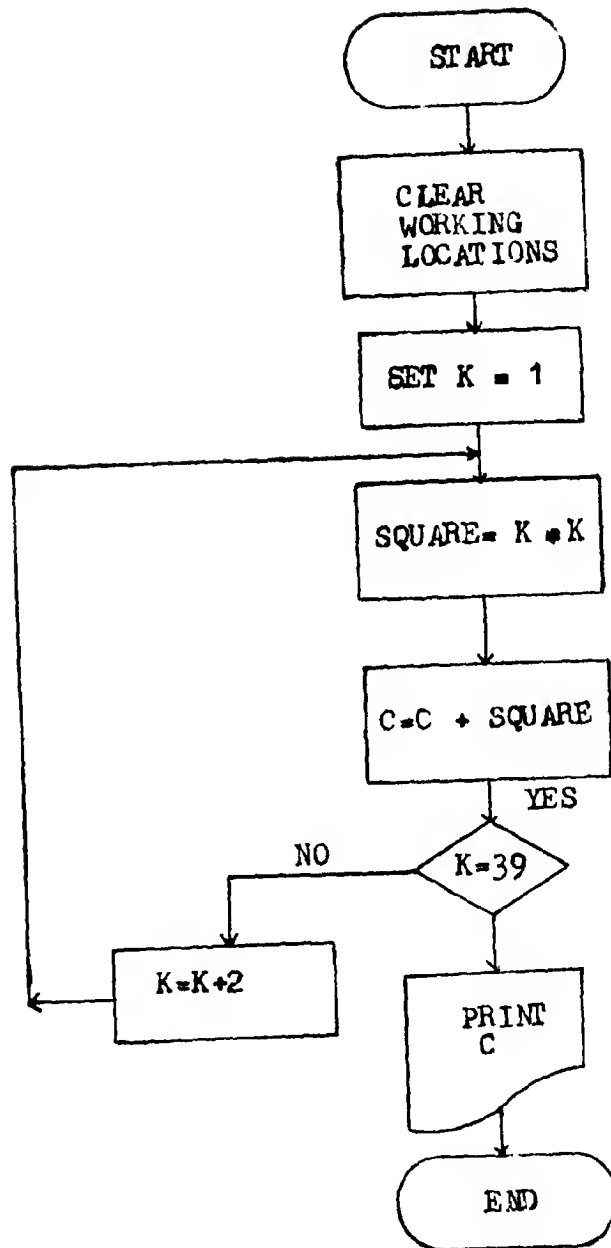 START
CLEAR
WORKING
LOCATIONS
SET K = 1
SQUARE= K * K
C=C + SQUARE
YES
NO
K=39
K=K+2
PRINT
C
END